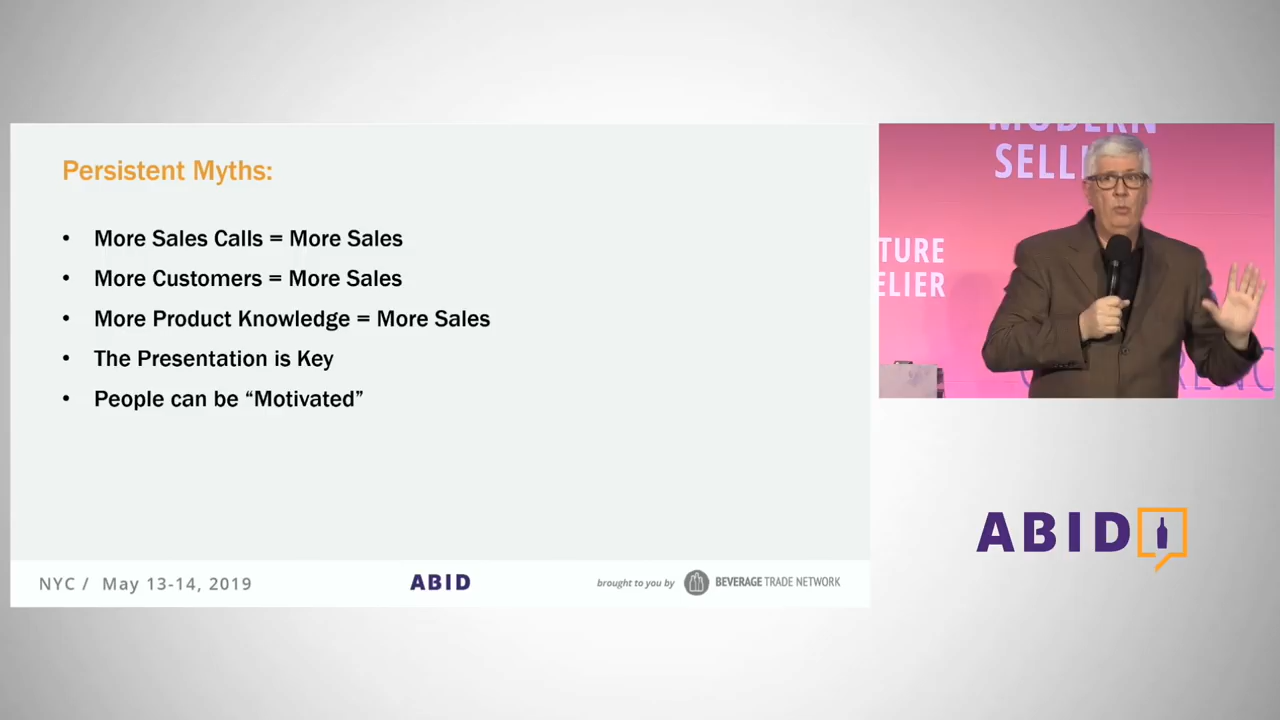 Persistent Myths:
• More Sales Calls = More Sales
• More Customers = More Sales
• More Product Knowledge = More Sales
• The Presentation is Key
• People can be “Motivated”
NYC / May 13-14, 2019
ABID
brought to you by BEVERAGE TRADE NETWORK
MODERN
SELLI
TURE
ELIER
ABID